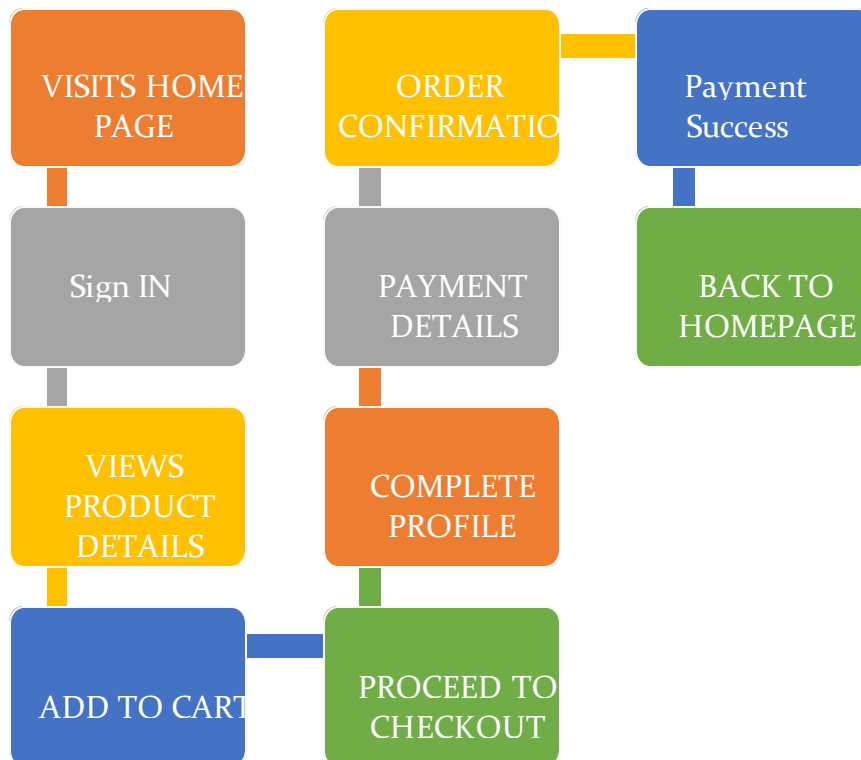 VISITS HOME
PAGE
Sign IN
VIEWS
PRODUCT
DETAILS
ADD TO CART
PROCEED TO
CHECKOUT
COMPLETE
PROFILE
PAYMENT
DETAILS
ORDER
CONFIRMATIO
Payment
Success
BACK TO
HOMEPAGE